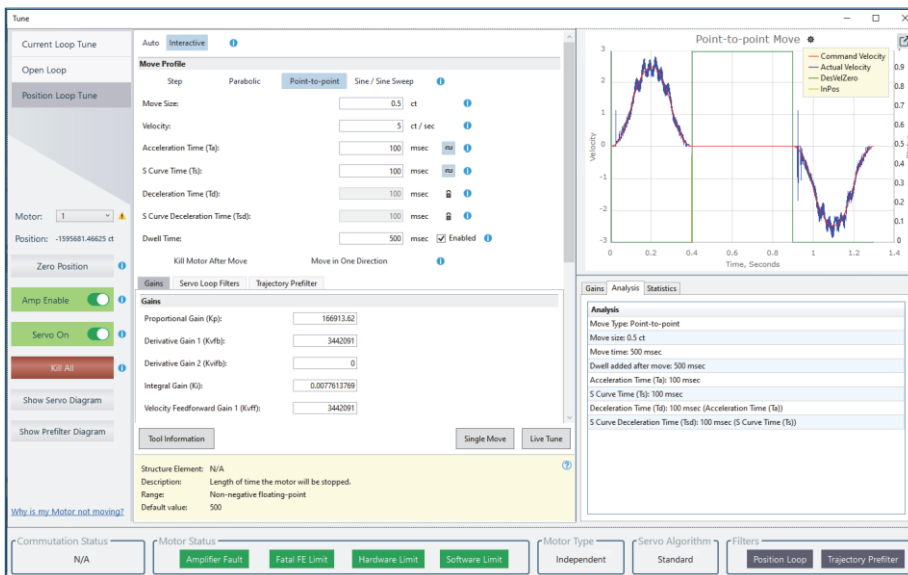 Tune
Current Loop Tune
Open Loop
Position Loop Tune
Motor: 1
Position: -1595681.46625 ct
Zero Position
Amp Enable
Servo On
Kill All
Show Servo Diagram
Show Prefilter Diagram
Why is my Motor not moving?
Auto Interactive
Move Profile
Step Parabolic Point-to-point Sine / Sine Sweep
Move Size: 0.5 ct
Velocity: 5 ct / sec
Acceleration Time (Ta): 100 msec
S Curve Time (Ts): 100 msec
Deceleration Time (Td): 100 msec
S Curve Deceleration Time (Tsd): 100 msec
Dwell Time: 500 msec Enabled
Kill Motor After Move Move in One Direction
Gains Servo Loop Filters Trajectory Prefilter
Gains
Proportional Gain (Kp): 166913.62
Derivative Gain 1 (Kvfb): 3442091
Derivative Gain 2 (Kvifb): 0
Integral Gain (Ki): 0.0077613769
Velocity Feedforward Gain 1 (Kvff): 3442091
Tool Information Single Move Live Tune
Structure Element: N/A
Description: Length of time the motor will be stopped.
Range: Non-negative floating-point
Default value: 500
Point-to-point Move
Command Velocity
Actual Velocity
DesVelZero
InPos
Velocity
3
2
1
0
-1
-2
-3
0.9
0.8
0.7
0.6
0.5
0.4
0.3
0.2
0.1
0
0 0.2 0.4 0.6 0.8 1 1.2 1.4
Time, Seconds
Gains Analysis Statistics
Analysis
Move Type: Point-to-point
Move size: 0.5 ct
Move time: 500 msec
Dwell added after move: 500 msec
Acceleration Time (Ta): 100 msec
S Curve Time (Ts): 100 msec
Deceleration Time (Td): 100 msec (Acceleration Time (Ta))
S Curve Deceleration Time (Tsd): 100 msec (S Curve Time (Ts))
Commutation Status
N/A
Motor Status
Amplifier Fault Fatal FE Limit Hardware Limit Software Limit
Motor Type
Independent
Servo Algorithm
Standard
Filters
Position Loop Trajectory Prefilter